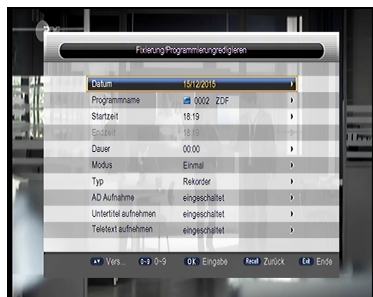 Fixierung/Programmierungredigieren
Datum 15/12/2015
Programmname 0002 ZDF
Startzeit 18:19
Endzeit 18:19
Dauer 00:00
Modus Einmal
Typ Rekorder
AD Aufnahme eingeschaltet
Untertitel aufnehmen eingeschaltet
Teletext aufnehmen eingeschaltet
Vers... 0~9 0~9 OK Eingabe Recall Zurück Exit Ende